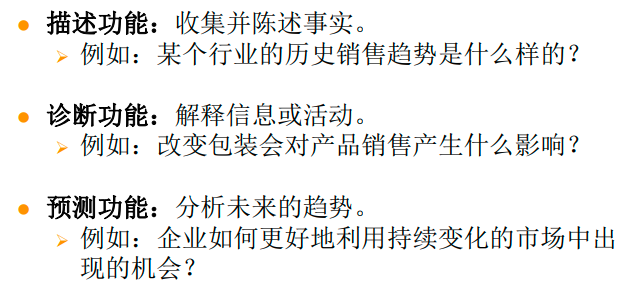 描述功能：收集并陈述事实。
例如：某个行业的历史销售趋势是什么样的？
诊断功能：解释信息或活动。
例如：改变包装会对产品销售产生什么影响？
预测功能：分析未来的趋势。
例如：企业如何更好地利用持续变化的市场中出
现的机会？